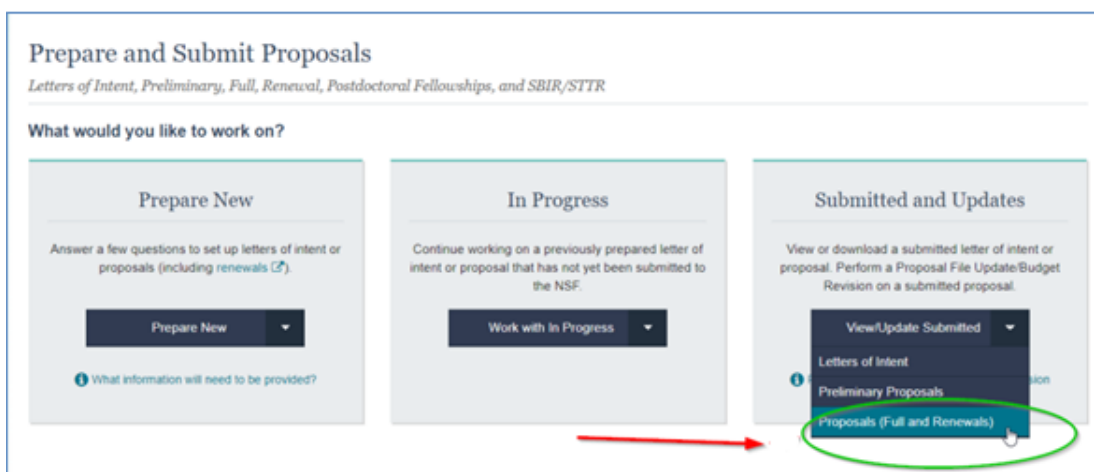 Prepare and Submit Proposals
Letters of Intent, Preliminary, Full, Renewal, Postdoctoral Fellowships, and SBIR/STTR
What would you like to work on?
Prepare New
Answer a few questions to set up letters of intent or
proposals (including renewals).
Prepare New
What information will need to be provided?
In Progress
Continue working on a previously prepared letter of
intent or proposal that has not yet been submitted to
the NSF.
Work with In Progress
Submitted and Updates
View or download a submitted letter of intent or
proposal. Perform a Proposal File Update/Budget
Revision on a submitted proposal.
View/Update Submitted
Letters of Intent
Preliminary Proposals
Proposals (Full and Renewals)